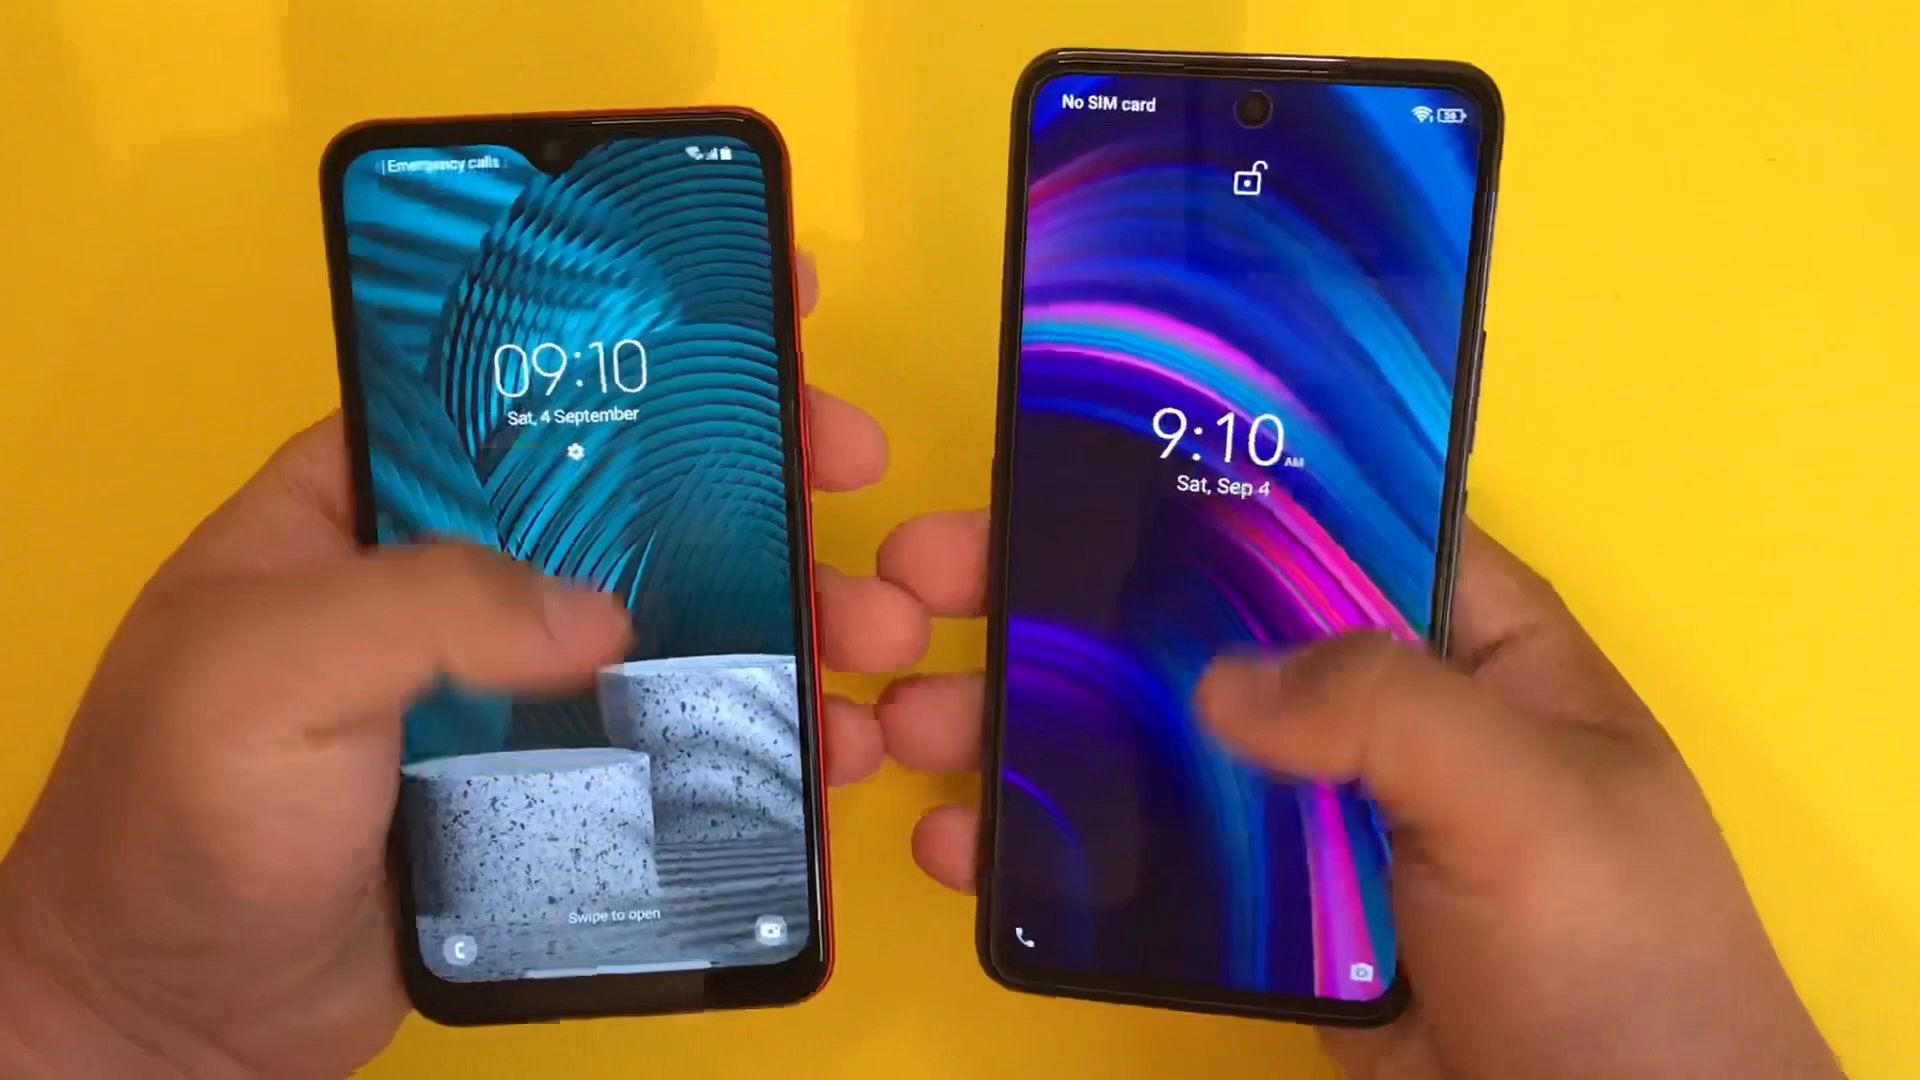 Emergency calls
09:10
Sat, 4 September
Swipe to open
No SIM card
9:10 AM
Sat, Sep 4